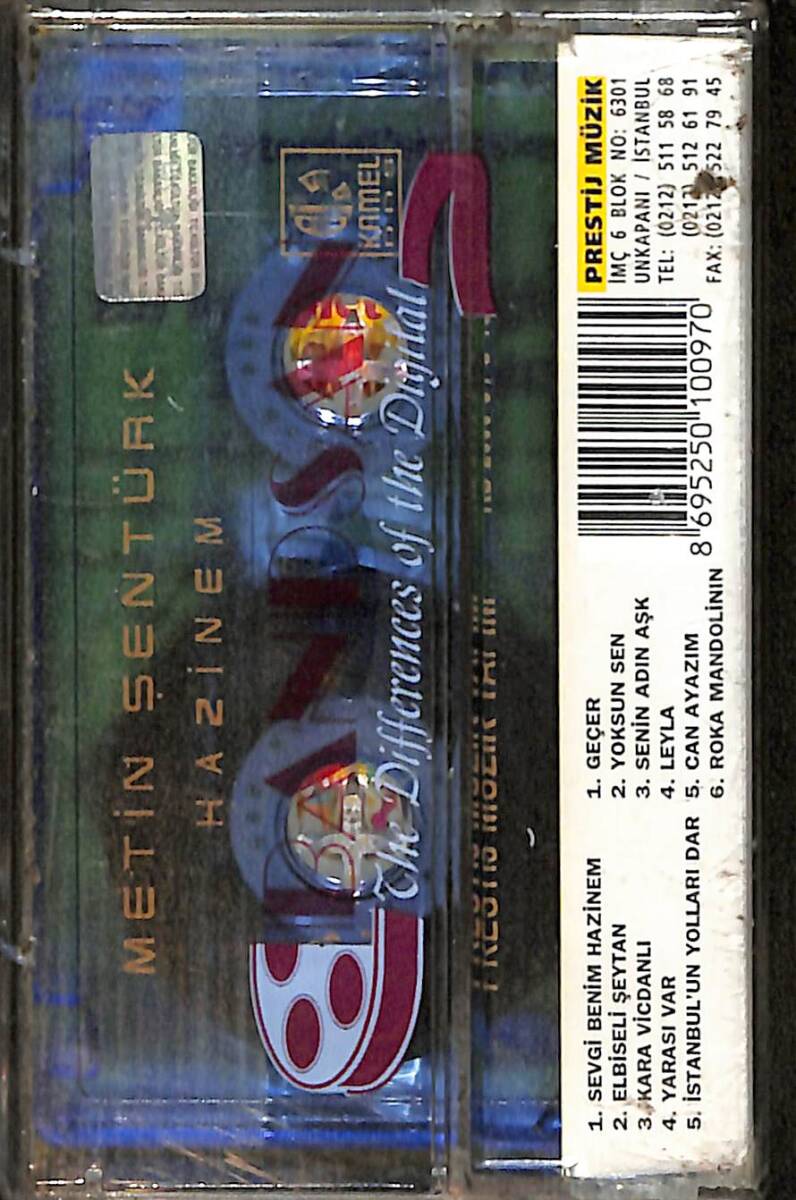 METİN ŞENTÜRK
HAZİNEM
KAMEL
BANDSAN
The Differences of the Digital
1. SEVGİ BENİM HAZİNEM
2. ELBİSELİ ŞEYTAN
3. KARA VİCDANLI
4. YARASI VAR
5. İSTANBUL'UN YOLLARI DAR
1. GEÇER
2. YOKSUN SEN
3. SENİN ADIN AŞK
4. LEYLA
5. CAN AYAZIM
6. ROKA MANDOLİNİN
8 695250 100970
PRESTİJ MÜZİK
İMÇ 6 BLOK NO: 6301
UNKAPANI / İSTANBUL
TEL: (0212) 511 58 68
(0212) 512 61 91
FAX: (0212) 522 79 45